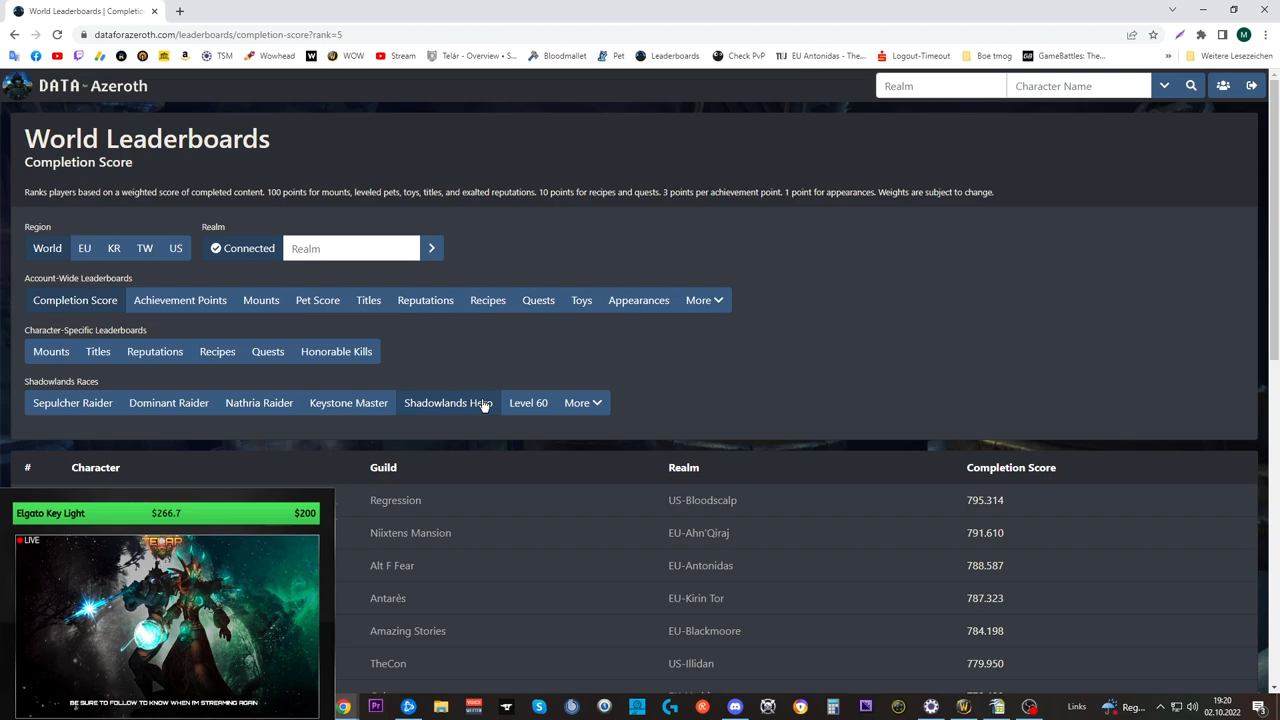 World Leaderboards | Completio
dataforazeroth.com/leaderboards/completion-score?rank=5
M
TSM
Wowhead
WOW
Stream
Telár - Overview • S...
Bloodmallet
Pet
Leaderboards
Check PvP
EU Antonidas - The...
Logout-Timeout
Boe tmog
GameBattles: The...
»
Weitere Lesezeichen
DATA for Azeroth
Realm
Character Name
World Leaderboards
Completion Score
Ranks players based on a weighted score of completed content. 100 points for mounts, leveled pets, toys, titles, and exalted reputations. 10 points for recipes and quests. 3 points per achievement point. 1 point for appearances. Weights are subject to change.
Region
Realm
World EU KR TW US
Connected
Realm
Account-Wide Leaderboards
Completion Score Achievement Points Mounts Pet Score Titles Reputations Recipes Quests Toys Appearances More
Character-Specific Leaderboards
Mounts Titles Reputations Recipes Quests Honorable Kills
Shadowlands Races
Sepulcher Raider Dominant Raider Nathria Raider Keystone Master Shadowlands Hero Level 60 More
# Character Guild Realm Completion Score
Regression US-Bloodscalp 795.314
Niixtens Mansion EU-Ahn'Qiraj 791.610
Alt F Fear EU-Antonidas 788.587
Antarès EU-Kirin Tor 787.323
Amazing Stories EU-Blackmoore 784.198
TheCon US-Illidan 779.950
Elgato Key Light $266.7 $200
LIVE
TELAR
BE SURE TO FOLLOW TO KNOW WHEN I'M STREAMING AGAIN
Links
Reg...
19:20
02.10.2022